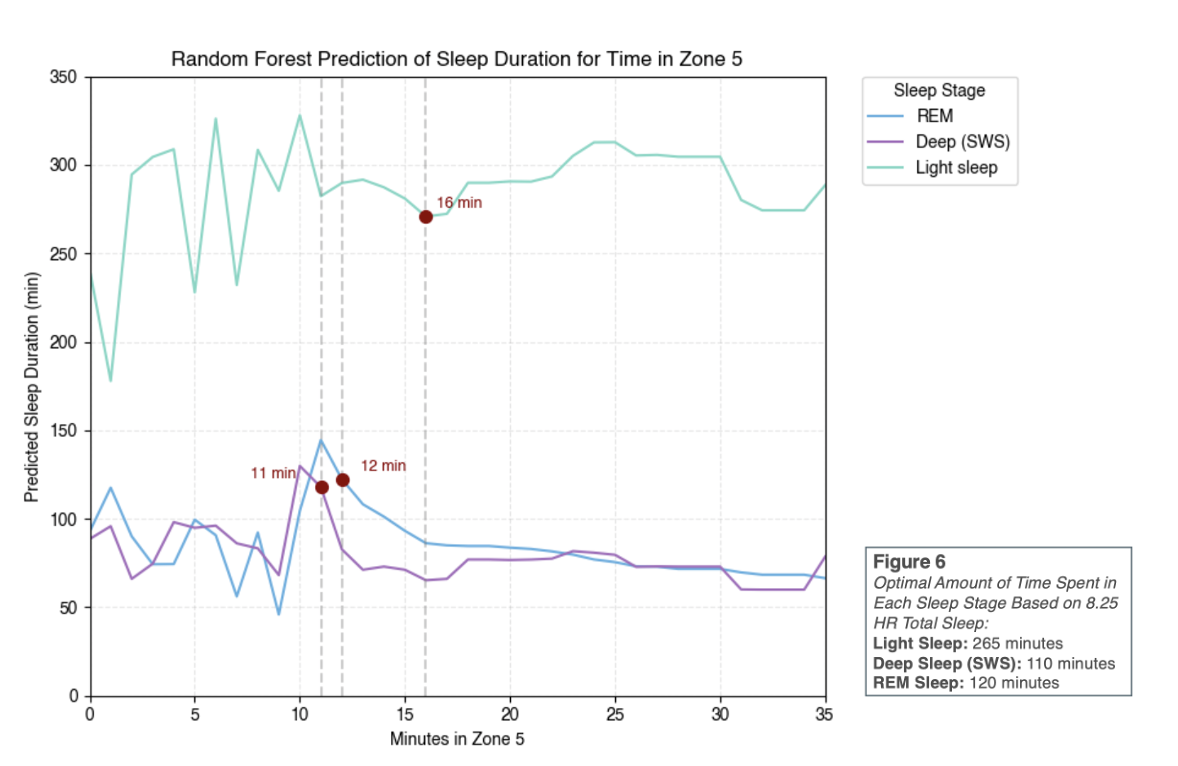 Random Forest Prediction of Sleep Duration for Time in Zone 5
350
300
250
200
150
100
50
0
Predicted Sleep Duration (min)
16 min
11 min
12 min
0 5 10 15 20 25 30 35
Minutes in Zone 5
Sleep Stage
REM
Deep (SWS)
Light sleep
Figure 6
Optimal Amount of Time Spent in
Each Sleep Stage Based on 8.25
HR Total Sleep:
Light Sleep: 265 minutes
Deep Sleep (SWS): 110 minutes
REM Sleep: 120 minutes